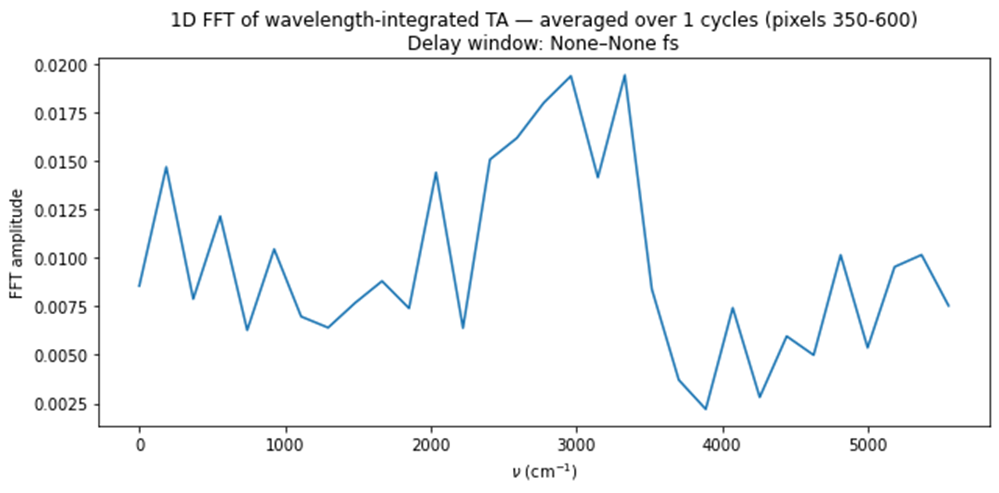 1D FFT of wavelength-integrated TA — averaged over 1 cycles (pixels 350-600)
Delay window: None–None fs
0.0200
0.0175
0.0150
0.0125
0.0100
0.0075
0.0050
0.0025
FFT amplitude
0 1000 2000 3000 4000 5000
ν (cm⁻¹)